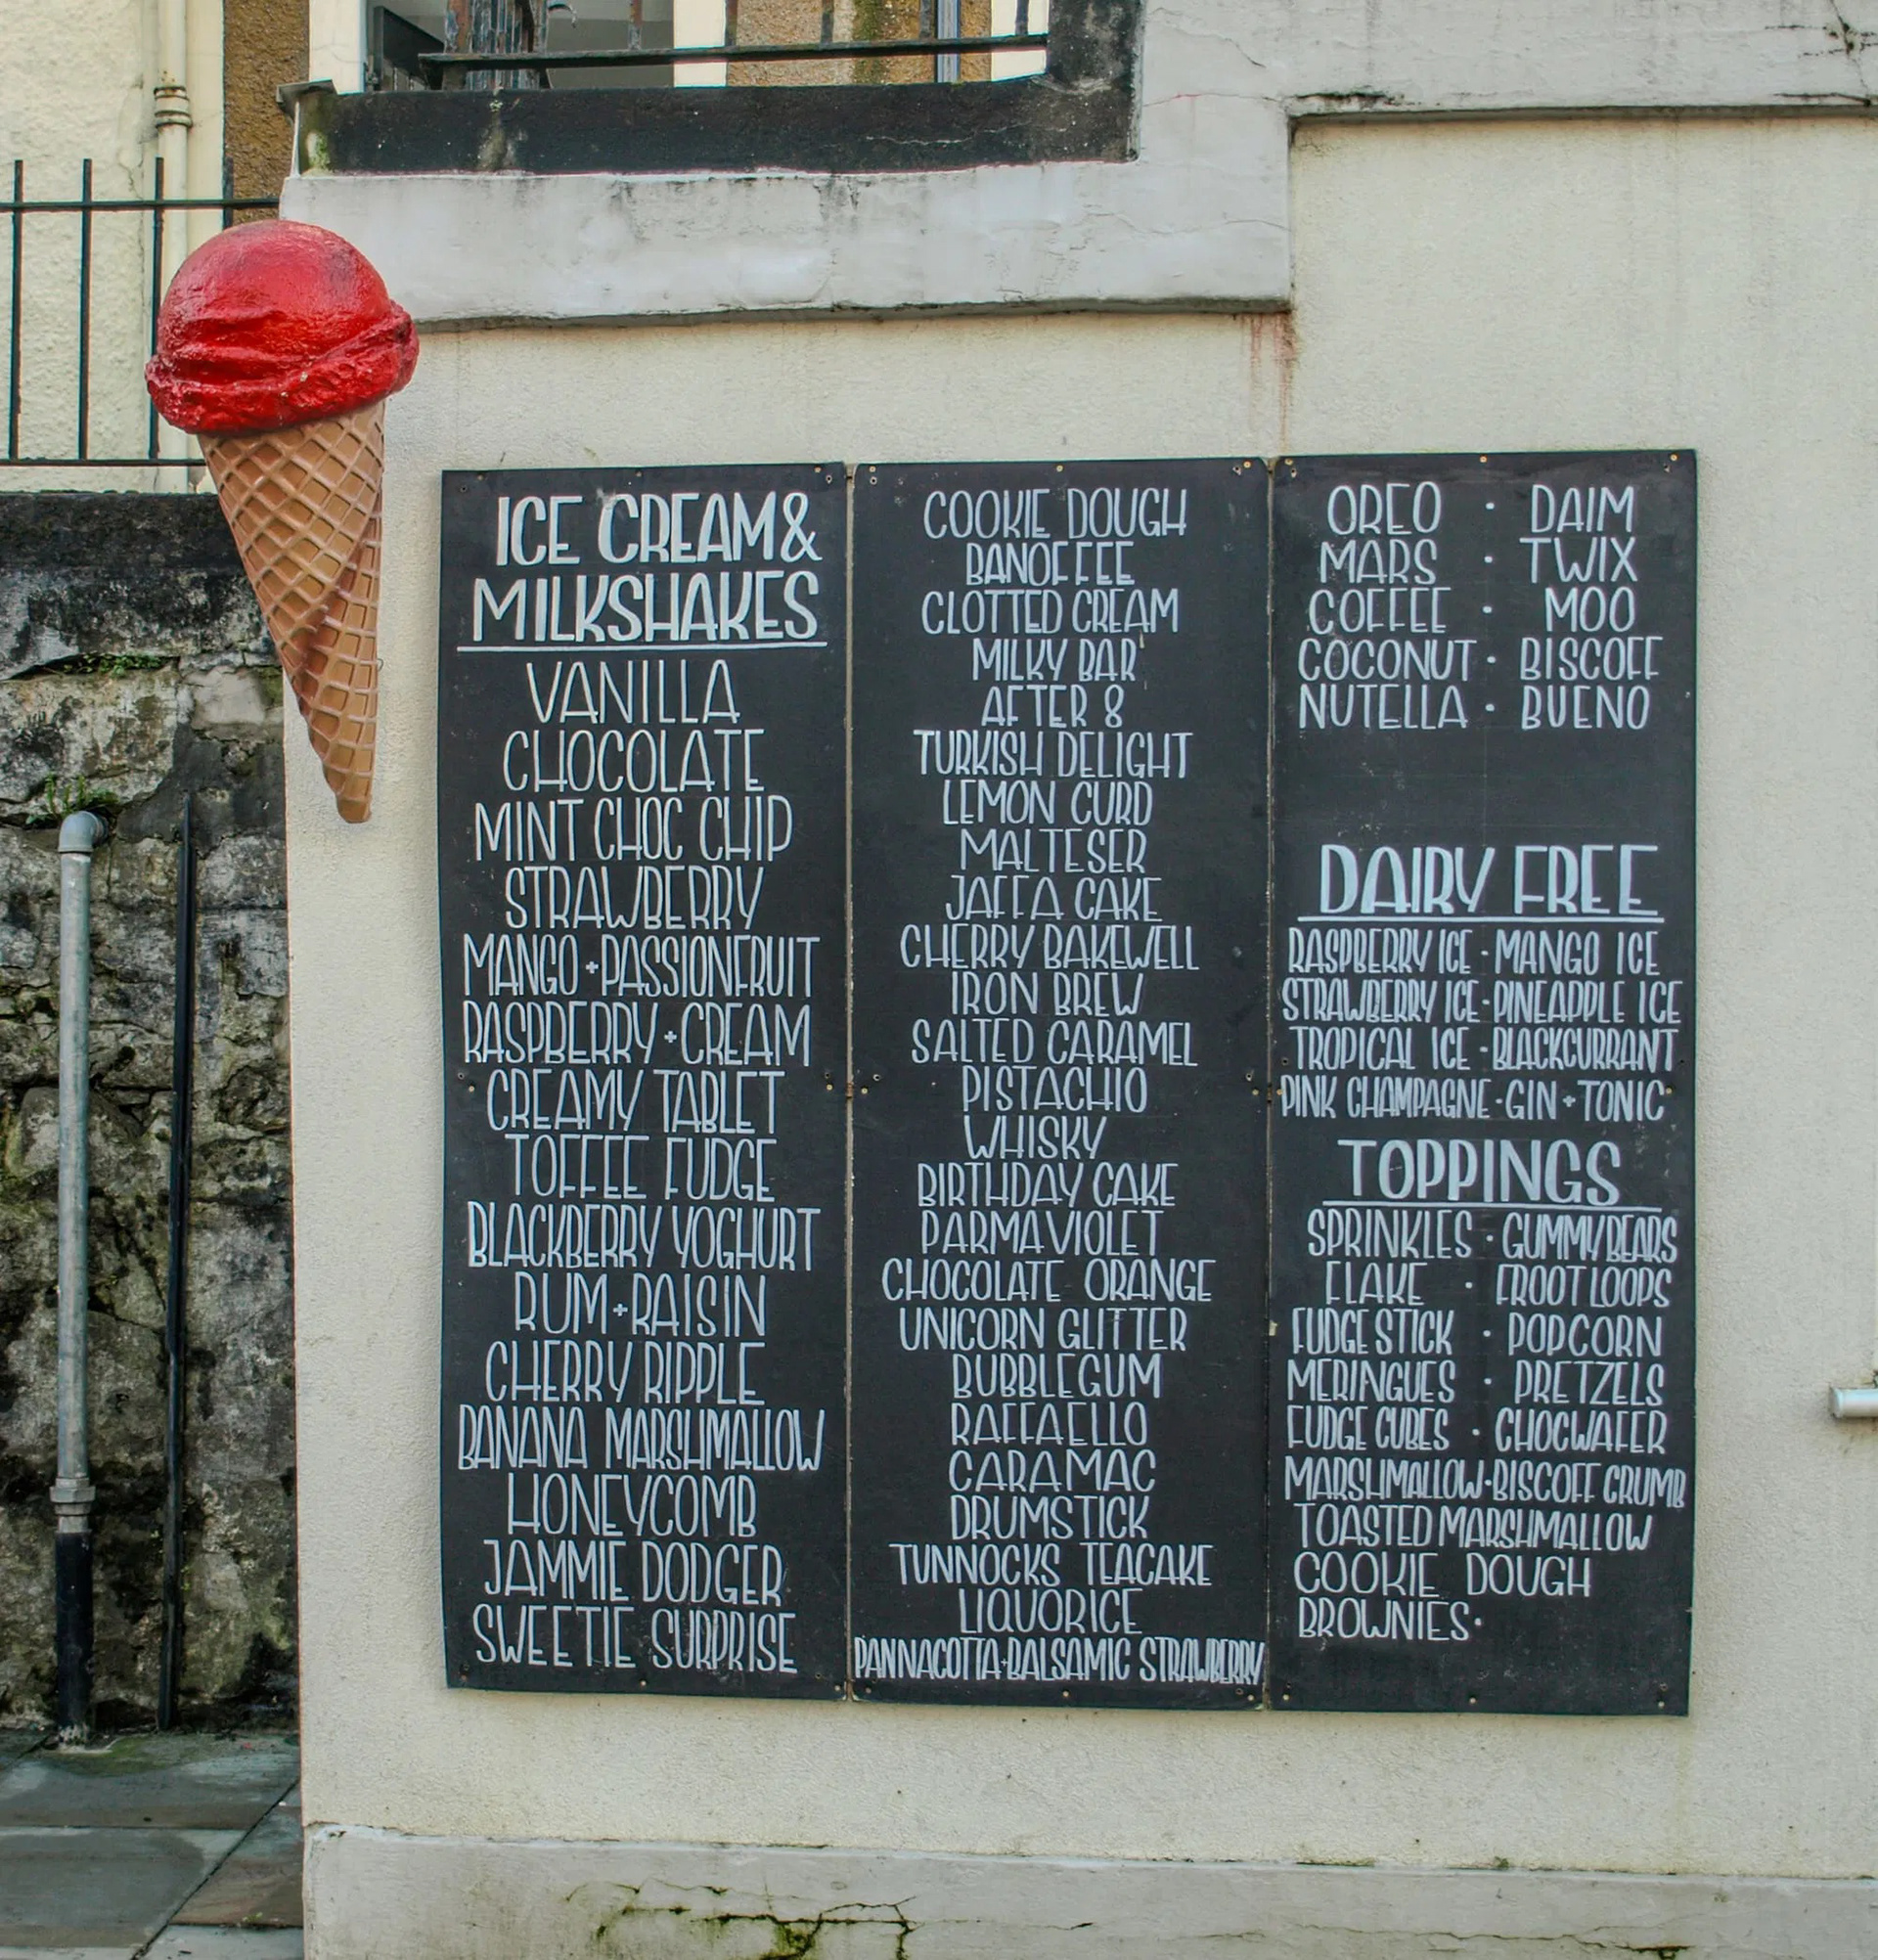 ICE CREAM&
MILKSHAKES
VANILLA
CHOCOLATE
MINT CHOC CHIP
STRAWBERRY
MANGO + PASSIONFRUIT
RASPBERRY + CREAM
CREAMY TABLET
TOFFEE FUDGE
BLACKBERRY YOGHURT
RUM + RAISIN
CHERRY RIPPLE
BANANA MARSHMALLOW
HONEYCOMB
JAMMIE DODGER
SWEETIE SURPRISE
COOKIE DOUGH
BANOFFEE
CLOTTED CREAM
MILKY BAR
AFTER 8
TURKISH DELIGHT
LEMON CURD
MALTESER
JAFFA CAKE
CHERRY BAKEWELL
IRON BREW
SALTED CARAMEL
PISTACHIO
WHISKY
BIRTHDAY CAKE
PARMAVIOLET
CHOCOLATE ORANGE
UNICORN GLITTER
BUBBLEGUM
RAFFAELLO
CARAMAC
DRUMSTICK
TUNNOCKS TEACAKE
LIQUORICE
PANNACOTTA+BALSAMIC STRAWBERRY
OREO · DAIM
MARS · TWIX
COFFEE · MOO
COCONUT · BISCOFF
NUTELLA · BUENO
DAIRY FREE
RASPBERRY ICE · MANGO ICE
STRAWBERRY ICE · PINEAPPLE ICE
TROPICAL ICE · BLACKCURRANT
PINK CHAMPAGNE · GIN + TONIC
TOPPINGS
SPRINKLES · GUMMY BEARS
FLAKE · FROOT LOOPS
FUDGE STICK · POPCORN
MERINGUES · PRETZELS
FUDGE CUBES · CHOCWAFER
MARSHMALLOW · BISCOFF CRUMB
TOASTED MARSHMALLOW
COOKIE DOUGH
BROWNIES ·